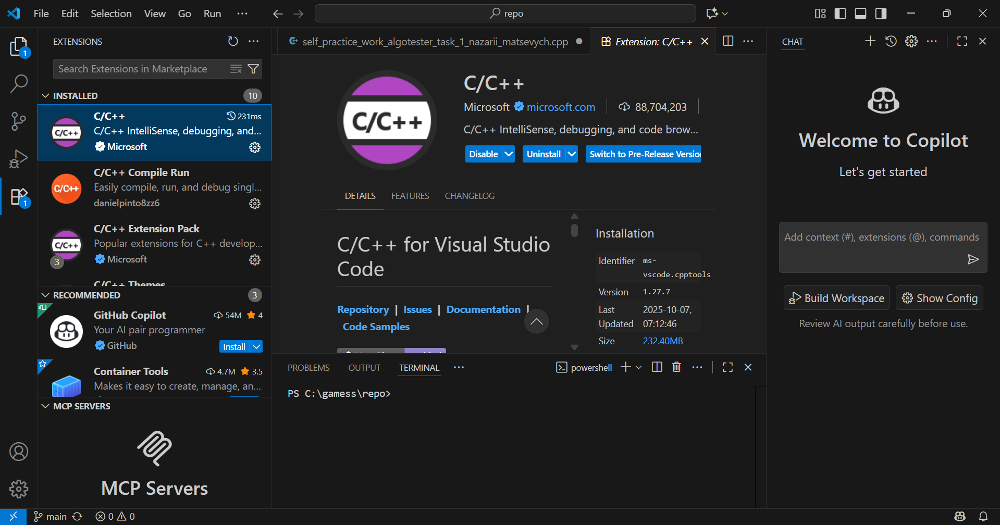 File Edit Selection View Go Run ···
repo
EXTENSIONS
Search Extensions in Marketplace
INSTALLED 10
C/C++ 231ms
C/C++ IntelliSense, debugging, and...
Microsoft
C/C++ Compile Run
Easily compile, run, and debug singl...
danielpinto8zz6
C/C++ Extension Pack
Popular extensions for C++ develop...
Microsoft
3
C/C++ Themes
RECOMMENDED 3
GitHub Copilot 54M 4
Your AI pair programmer
GitHub
Install
Container Tools 4.7M 3.5
Makes it easy to create, manage, an...
MCP SERVERS
MCP Servers
1
1
self_practice_work_algotester_task_1_nazarii_matsevych.cpp
Extension: C/C++
C/C++
C/C++
Microsoft microsoft.com 88,704,203
C/C++ IntelliSense, debugging, and code brow...
Disable Uninstall Switch to Pre-Release Versio
DETAILS FEATURES CHANGELOG
C/C++ for Visual Studio
Code
Repository | Issues | Documentation |
Code Samples
Installation
Identifier ms-
vscode.cpptools
Version 1.27.7
Last 2025-10-07,
Updated 07:12:46
Size 232.40MB
PROBLEMS OUTPUT TERMINAL ···
powershell
PS C:\gamess\repo>
CHAT
Welcome to Copilot
Let's get started
Add context (#), extensions (@), commands
Build Workspace Show Config
Review AI output carefully before use.
main 0 0